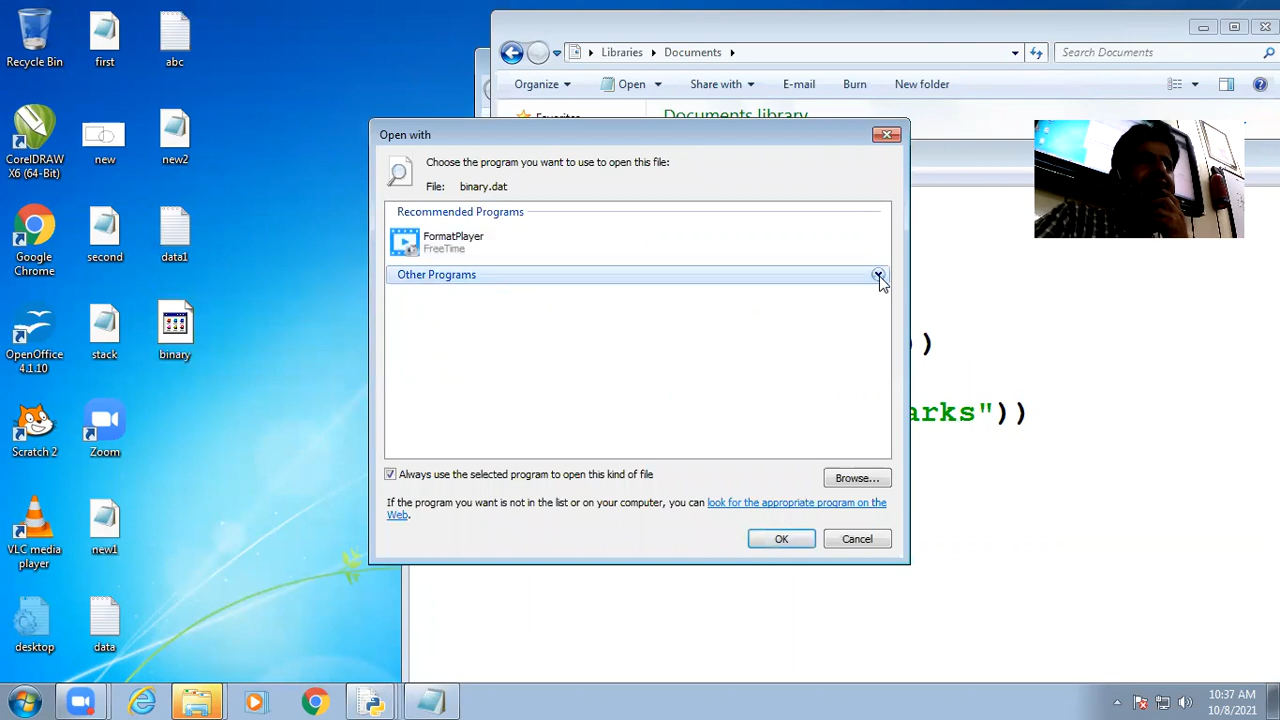 Recycle Bin
first
abc
CorelDRAW
X6 (64-Bit)
new
new2
Google
Chrome
second
data1
OpenOffice
4.1.10
stack
binary
Scratch 2
Zoom
VLC media
player
new1
desktop
data
Libraries
Documents
Search Documents
Organize
Open
Share with
E-mail
Burn
New folder
Documents library
Open with
Choose the program you want to use to open this file:
File: binary.dat
Recommended Programs
FormatPlayer
FreeTime
Other Programs
))
arks"))
Always use the selected program to open this kind of file
Browse...
If the program you want is not in the list or on your computer, you can look for the appropriate program on the
Web.
OK
Cancel
10:37 AM
10/8/2021